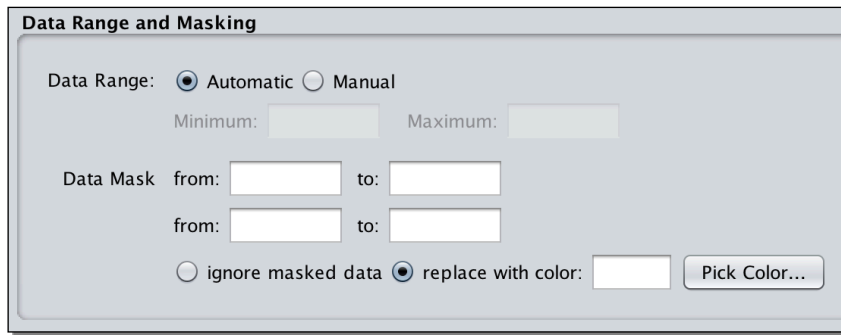 Data Range and Masking
Data Range: Automatic Manual
Minimum: Maximum:
Data Mask from: to:
from: to:
ignore masked data replace with color: Pick Color...